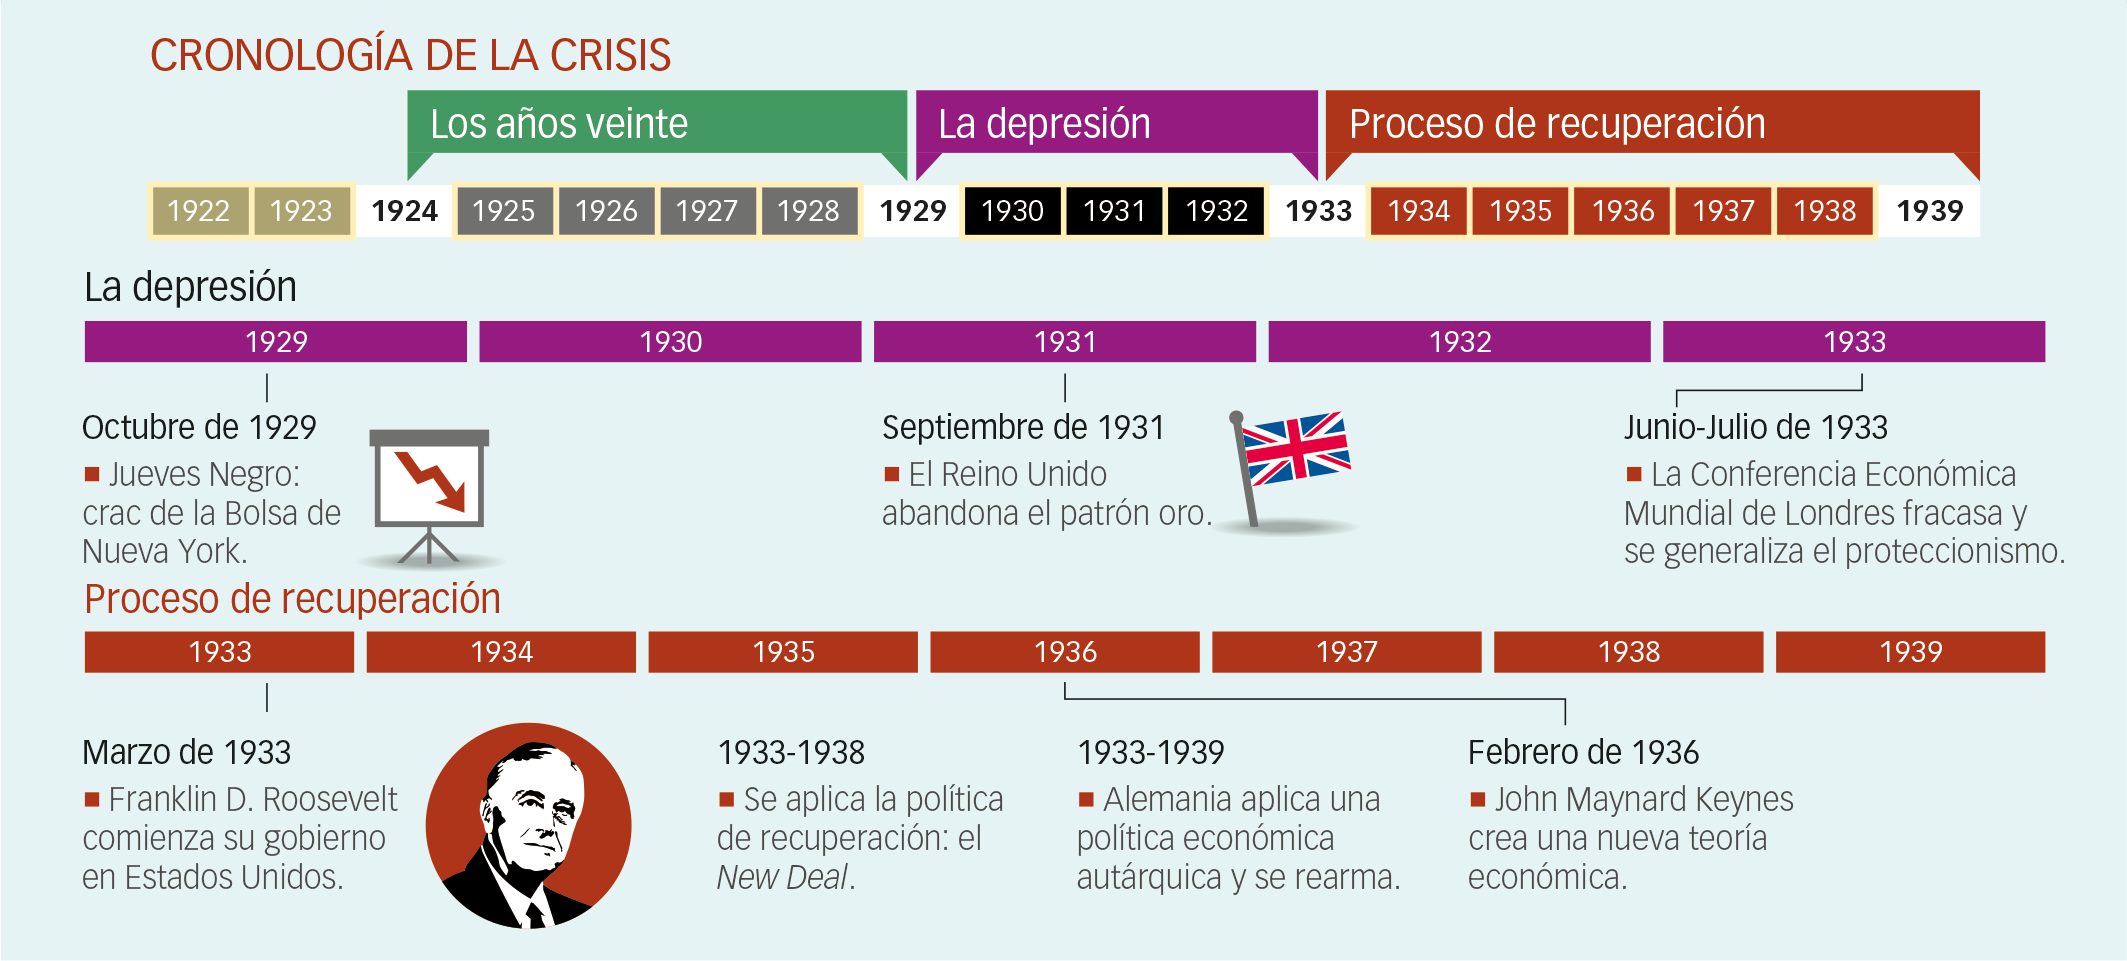 CRONOLOGÍA DE LA CRISIS
Los años veinte
La depresión
Proceso de recuperación
1922 1923 1924 1925 1926 1927 1928 1929 1930 1931 1932 1933 1934 1935 1936 1937 1938 1939
La depresión
1929 1930 1931 1932 1933
Octubre de 1929
■ Jueves Negro:
crac de la Bolsa de
Nueva York.
Septiembre de 1931
■ El Reino Unido
abandona el patrón oro.
Junio-Julio de 1933
■ La Conferencia Económica
Mundial de Londres fracasa y
se generaliza el proteccionismo.
Proceso de recuperación
1933 1934 1935 1936 1937 1938 1939
Marzo de 1933
■ Franklin D. Roosevelt
comienza su gobierno
en Estados Unidos.
1933-1938
■ Se aplica la política
de recuperación: el
New Deal.
1933-1939
■ Alemania aplica una
política económica
autárquica y se rearma.
Febrero de 1936
■ John Maynard Keynes
crea una nueva teoría
económica.